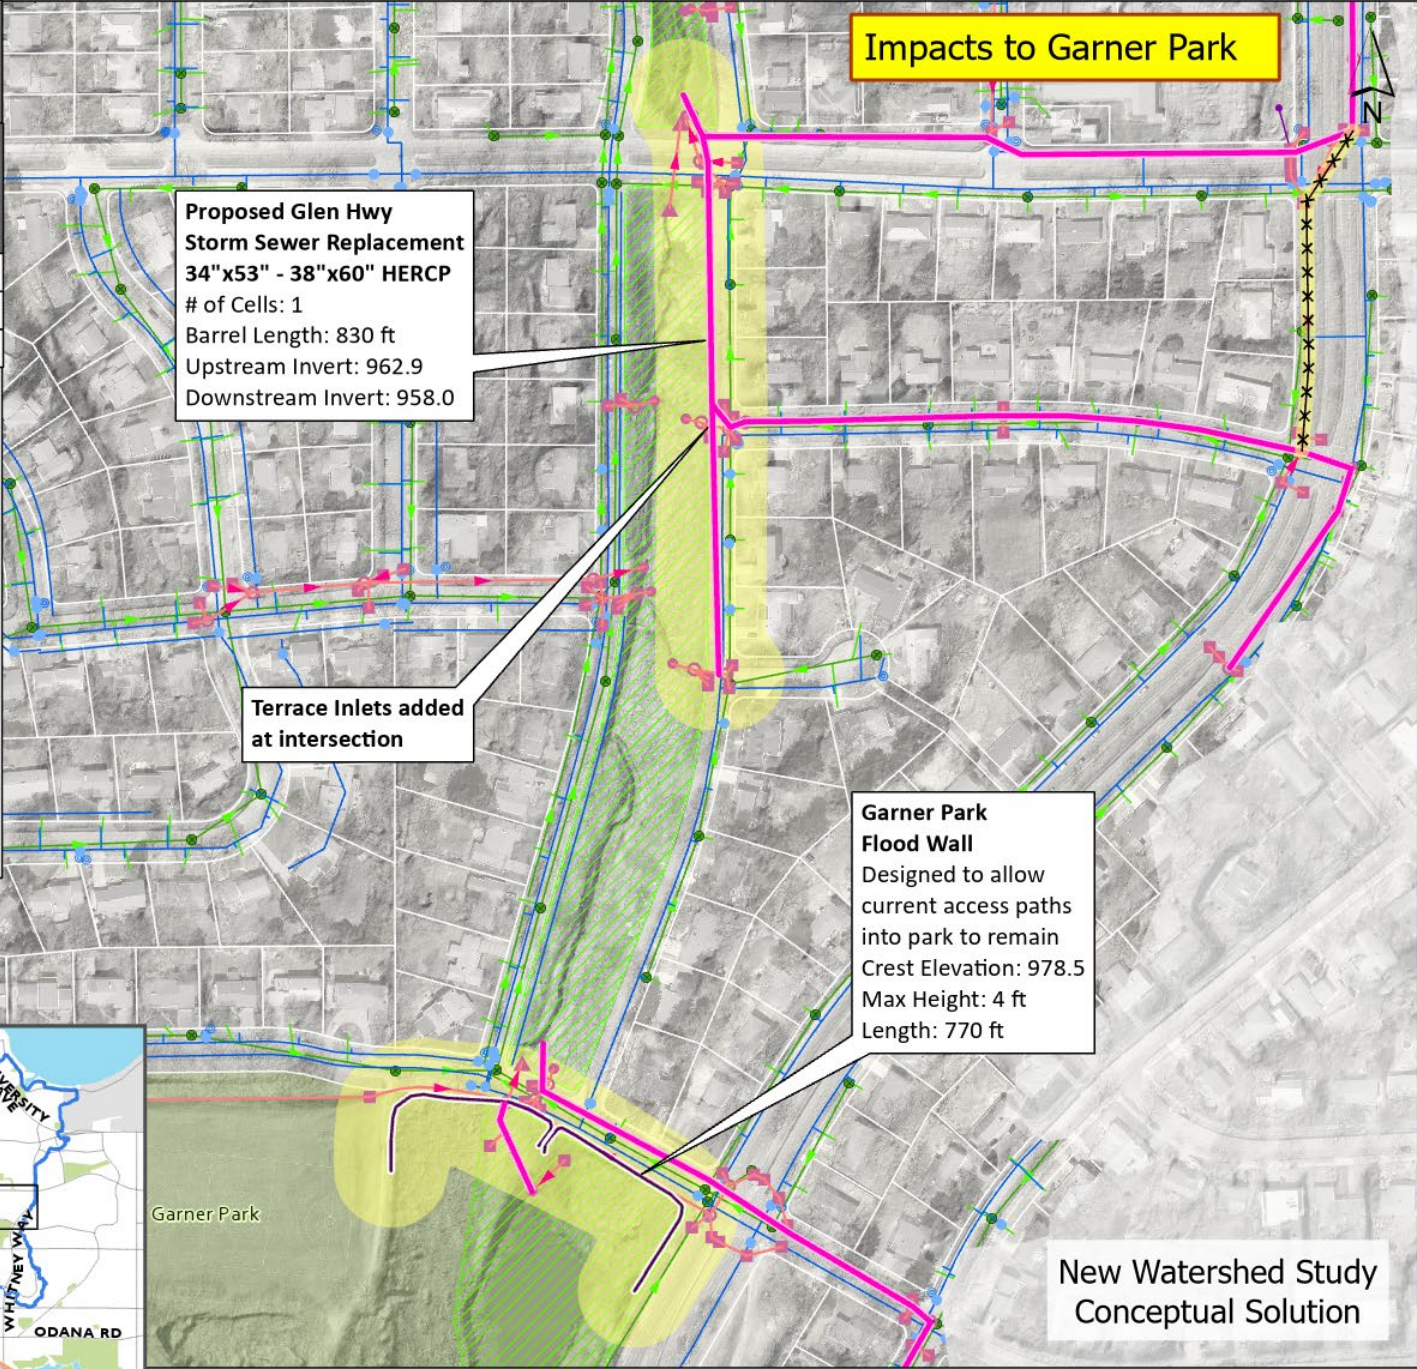 Impacts to Garner Park
N
Proposed Glen Hwy
Storm Sewer Replacement
34"x53" - 38"x60" HERCP
# of Cells: 1
Barrel Length: 830 ft
Upstream Invert: 962.9
Downstream Invert: 958.0
Terrace Inlets added
at intersection
Garner Park
Flood Wall
Designed to allow
current access paths
into park to remain
Crest Elevation: 978.5
Max Height: 4 ft
Length: 770 ft
AVE
Garner Park
WHITNEY WAY
ODANA RD
New Watershed Study
Conceptual Solution